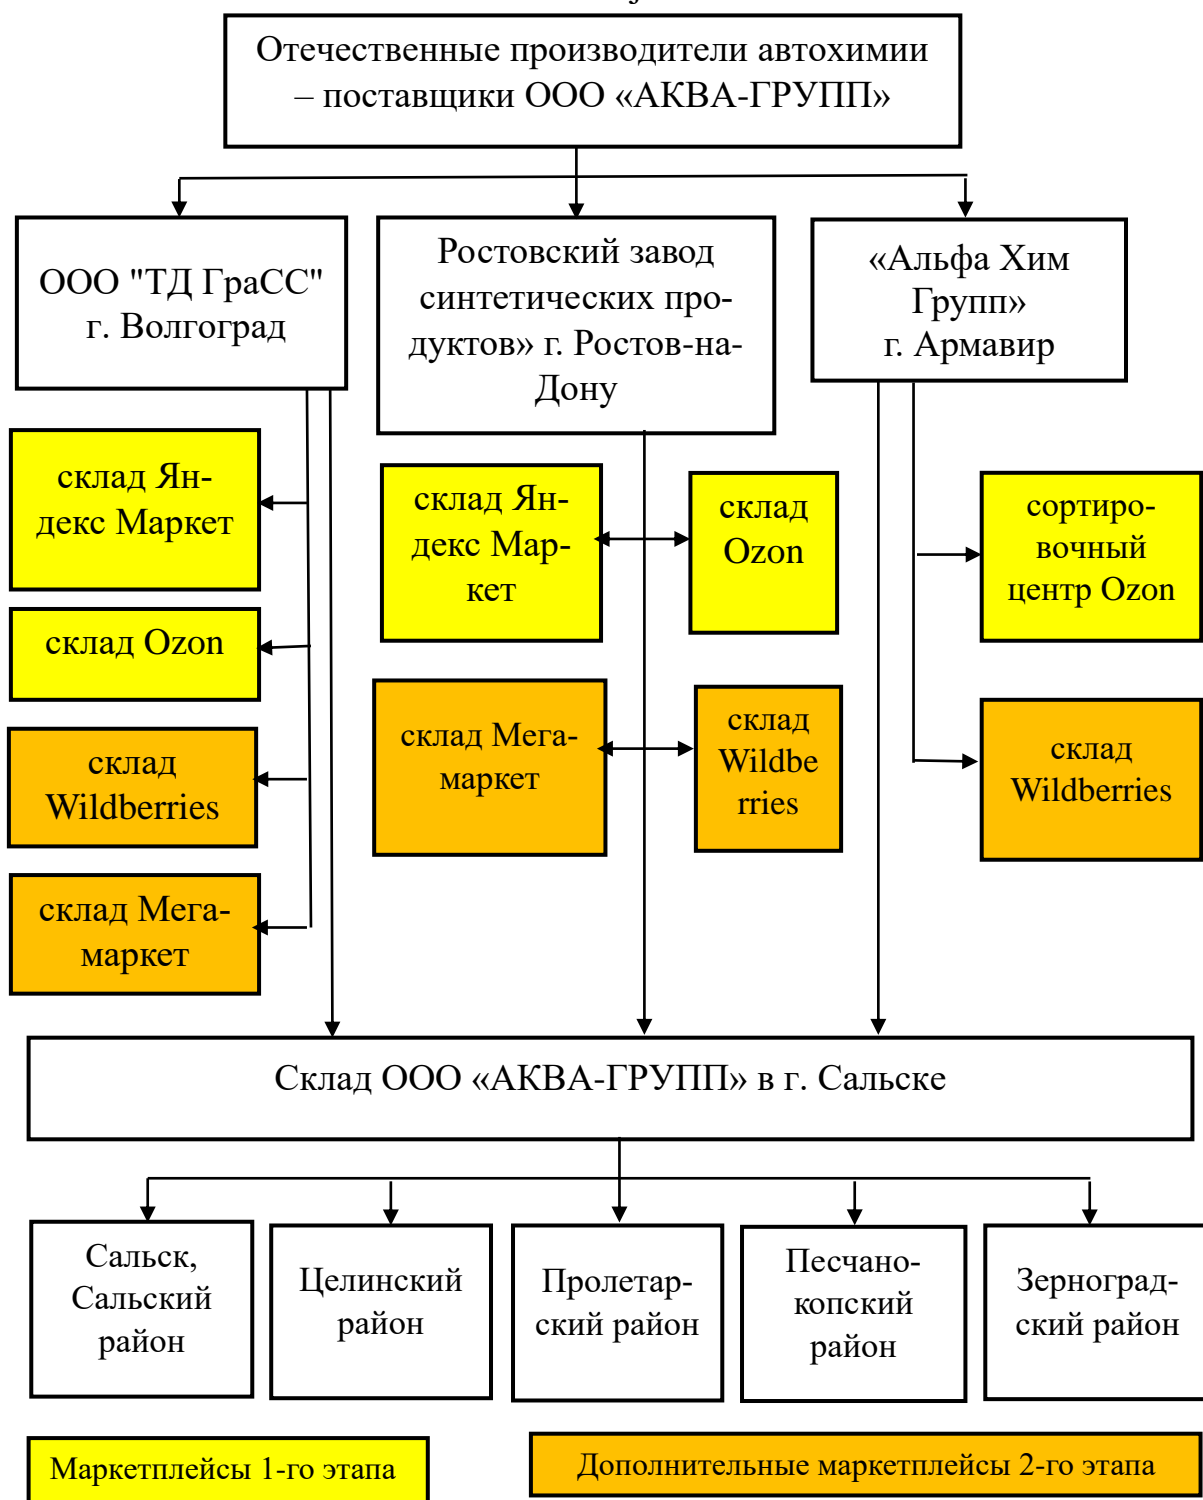 Отечественные производители автохимии
– поставщики ООО «АКВА-ГРУПП»
ООО "ТД ГраСС"
г. Волгоград
Ростовский завод
синтетических про-
дуктов» г. Ростов-на-
Дону
«Альфа Хим
Групп»
г. Армавир
склад Ян-
декс Маркет
склад Ozon
склад
Wildberries
склад Мега-
маркет
склад Ян-
декс Мар-
кет
склад
Ozon
склад Мега-
маркет
склад
Wildbe
rries
сортиро-
вочный
центр Ozon
склад
Wildberries
Склад ООО «АКВА-ГРУПП» в г. Сальске
Сальск,
Сальский
район
Целинский
район
Пролетар-
ский район
Песчано-
копский
район
Зерноград-
ский район
Маркетплейсы 1-го этапа
Дополнительные маркетплейсы 2-го этапа